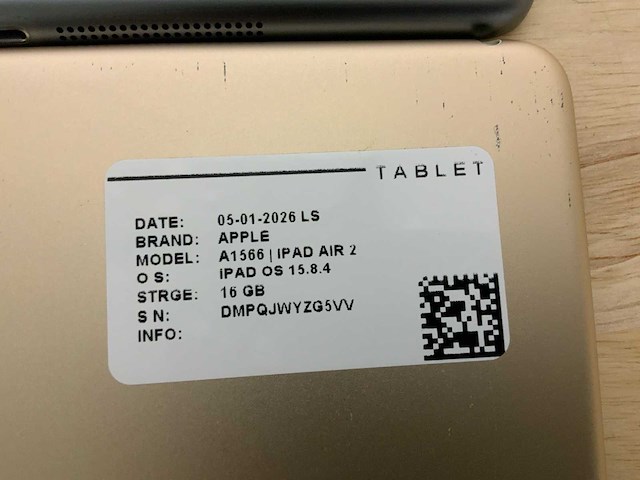 TABLET
DATE: 05-01-2026 LS
BRAND: APPLE
MODEL: A1566 | IPAD AIR 2
O S: iPAD OS 15.8.4
STRGE: 16 GB
S N: DMPQJWYZG5VV
INFO: